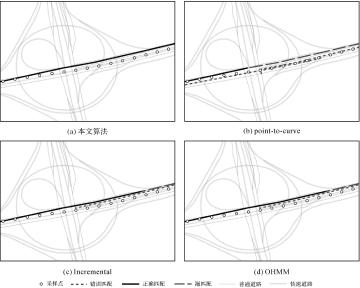 (a) 本文算法
(b) point-to-curve
(c) Incremental
(d) OHMM
采样点 错误匹配 正确匹配 漏匹配 普通道路 快速道路